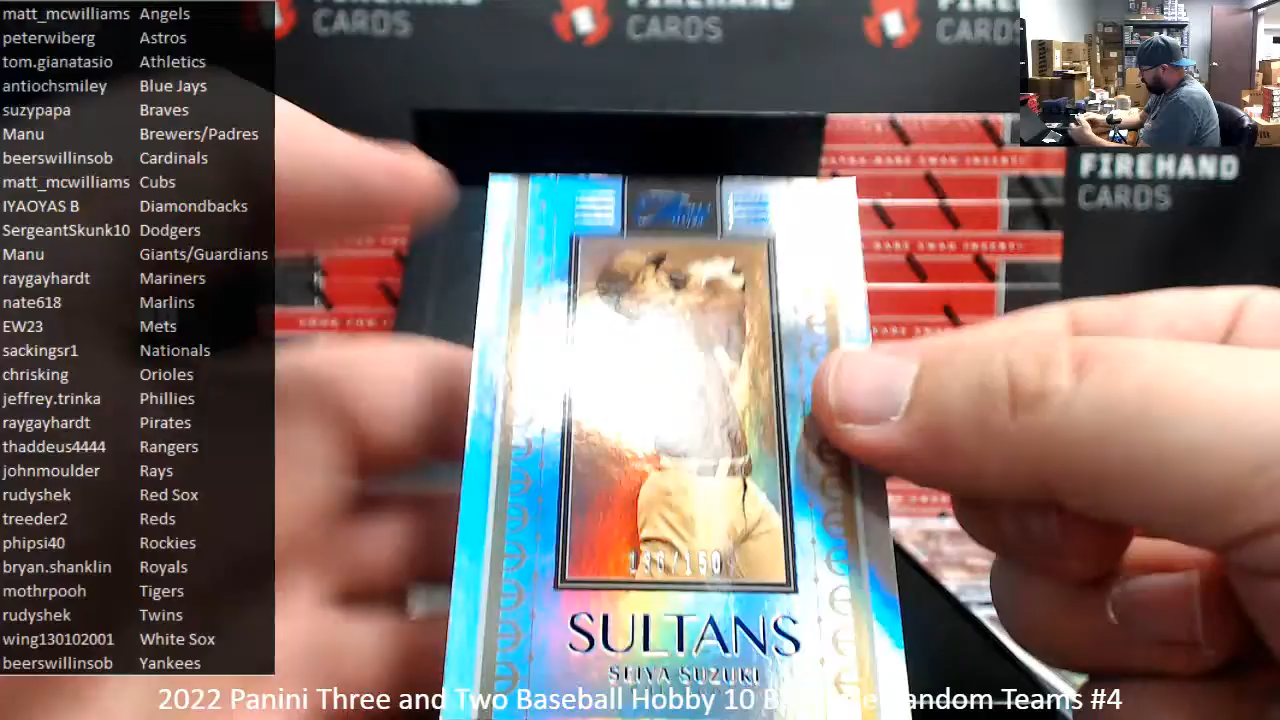 matt_mcwilliams Angels
peterwiberg Astros
tom.gianatasio Athletics
antiochsmiley Blue Jays
suzypapa Braves
Manu Brewers/Padres
beerswillinsob Cardinals
matt_mcwilliams Cubs
IYAOYAS B Diamondbacks
SergeantSkunk10 Dodgers
Manu Giants/Guardians
raygayhardt Mariners
nate618 Marlins
EW23 Mets
sackingsr1 Nationals
chrisking Orioles
jeffrey.trinka Phillies
raygayhardt Pirates
thaddeus4444 Rangers
johnmoulder Rays
rudyshek Red Sox
treeder2 Reds
phipsi40 Rockies
bryan.shanklin Royals
mothrpooh Tigers
rudyshek Twins
wing130102001 White Sox
beerswillinsob Yankees
CARDS
CARDS
FIREHAND
CARDS
SULTANS
SEIYA SUZUKI
2022 Panini Three and Two Baseball Hobby 10 Random Teams #4